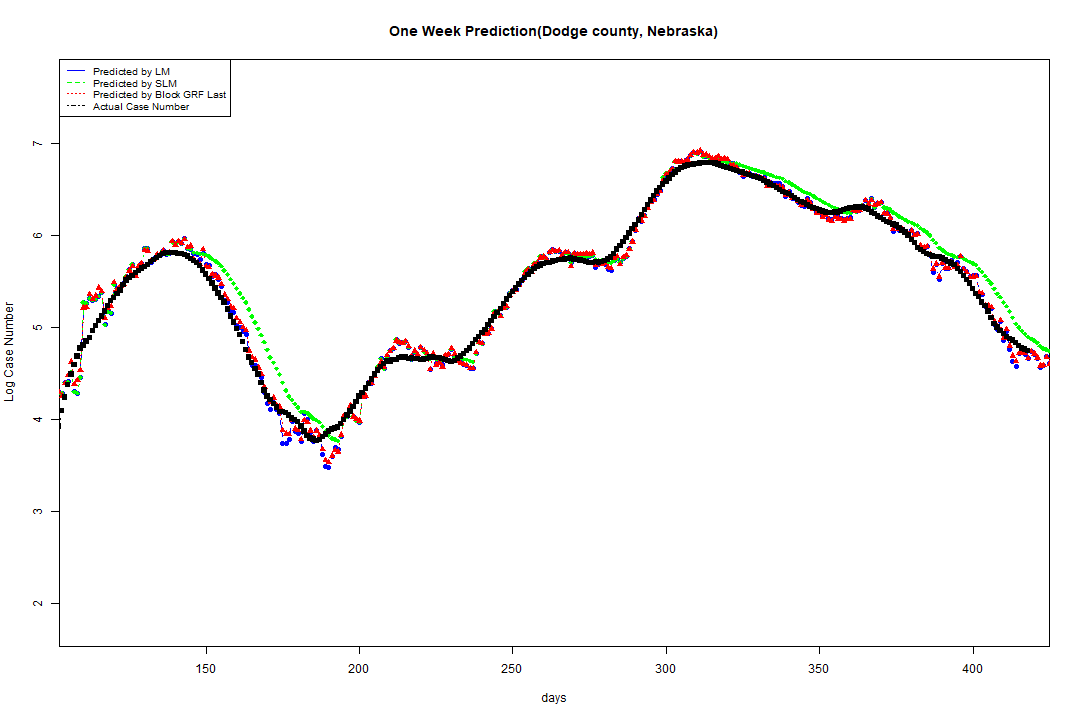 One Week Prediction(Dodge county, Nebraska)
Predicted by LM
Predicted by SLM
Predicted by Block GRF Last
Actual Case Number
Log Case Number
7
6
5
4
3
2
150 200 250 300 350 400
days